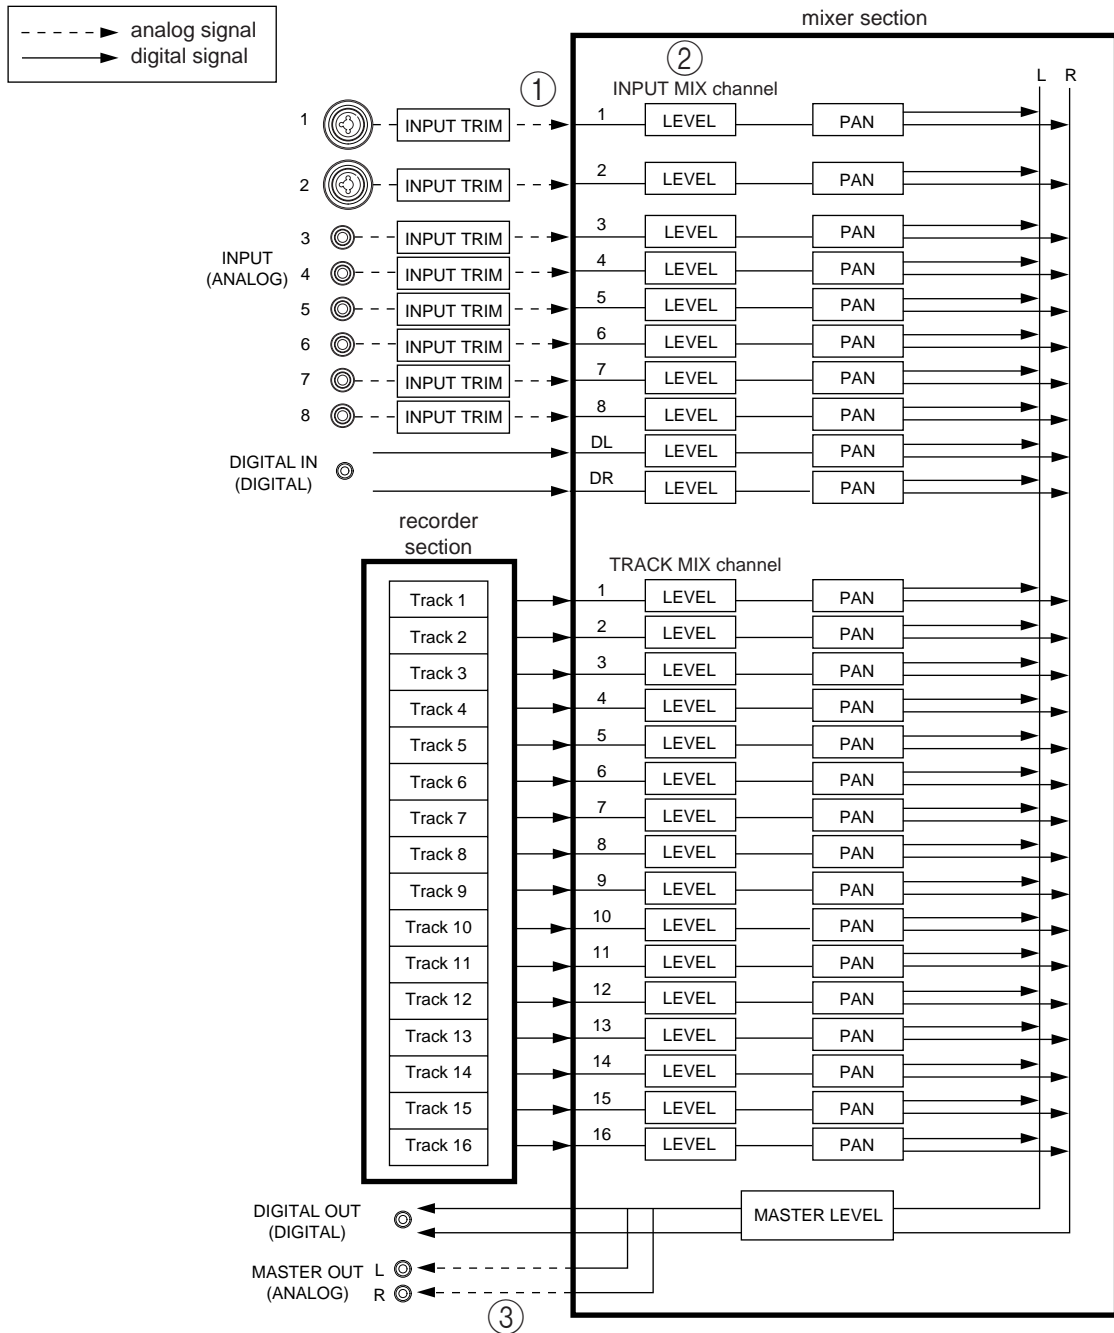 analog signal
digital signal
mixer section
L R
1
2
INPUT MIX channel
1 INPUT TRIM 1 LEVEL PAN
2 INPUT TRIM 2 LEVEL PAN
3 INPUT TRIM 3 LEVEL PAN
INPUT
(ANALOG)
4 INPUT TRIM 4 LEVEL PAN
5 INPUT TRIM 5 LEVEL PAN
6 INPUT TRIM 6 LEVEL PAN
7 INPUT TRIM 7 LEVEL PAN
8 INPUT TRIM 8 LEVEL PAN
DIGITAL IN
(DIGITAL)
DL LEVEL PAN
DR LEVEL PAN
recorder
section
TRACK MIX channel
Track 1 1 LEVEL PAN
Track 2 2 LEVEL PAN
Track 3 3 LEVEL PAN
Track 4 4 LEVEL PAN
Track 5 5 LEVEL PAN
Track 6 6 LEVEL PAN
Track 7 7 LEVEL PAN
Track 8 8 LEVEL PAN
Track 9 9 LEVEL PAN
Track 10 10 LEVEL PAN
Track 11 11 LEVEL PAN
Track 12 12 LEVEL PAN
Track 13 13 LEVEL PAN
Track 14 14 LEVEL PAN
Track 15 15 LEVEL PAN
Track 16 16 LEVEL PAN
DIGITAL OUT
(DIGITAL)
MASTER LEVEL
MASTER OUT L
(ANALOG) R
3